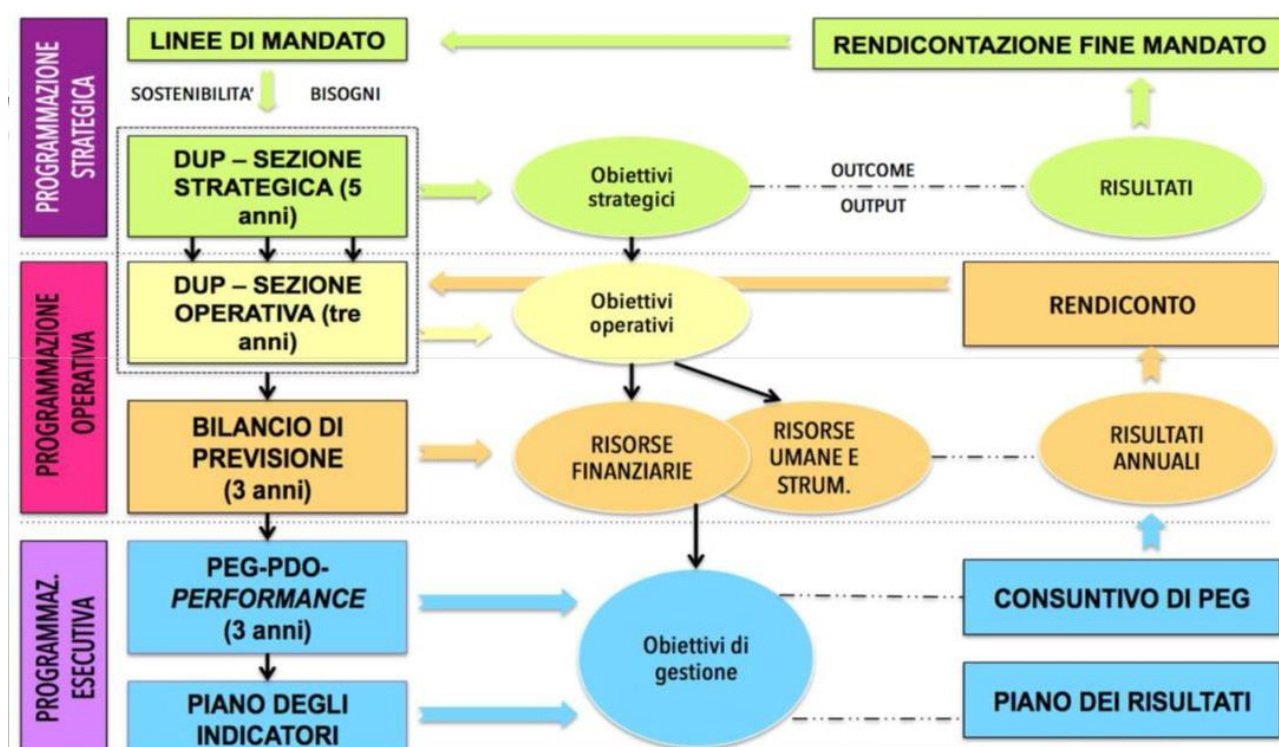 PROGRAMMAZIONE
STRATEGICA
LINEE DI MANDATO
RENDICONTAZIONE FINE MANDATO
SOSTENIBILITA' BISOGNI
DUP – SEZIONE
STRATEGICA (5
anni)
Obiettivi
strategici
OUTCOME
OUTPUT
RISULTATI
PROGRAMMAZIONE
OPERATIVA
DUP – SEZIONE
OPERATIVA (tre
anni)
Obiettivi
operativi
RENDICONTO
BILANCIO DI
PREVISIONE
(3 anni)
RISORSE
FINANZIARIE
RISORSE
UMANE E
STRUM.
RISULTATI
ANNUALI
PROGRAMMAZ.
ESECUTIVA
PEG-PDO-
PERFORMANCE
(3 anni)
Obiettivi di
gestione
CONSUNTIVO DI PEG
PIANO DEGLI
INDICATORI
PIANO DEI RISULTATI